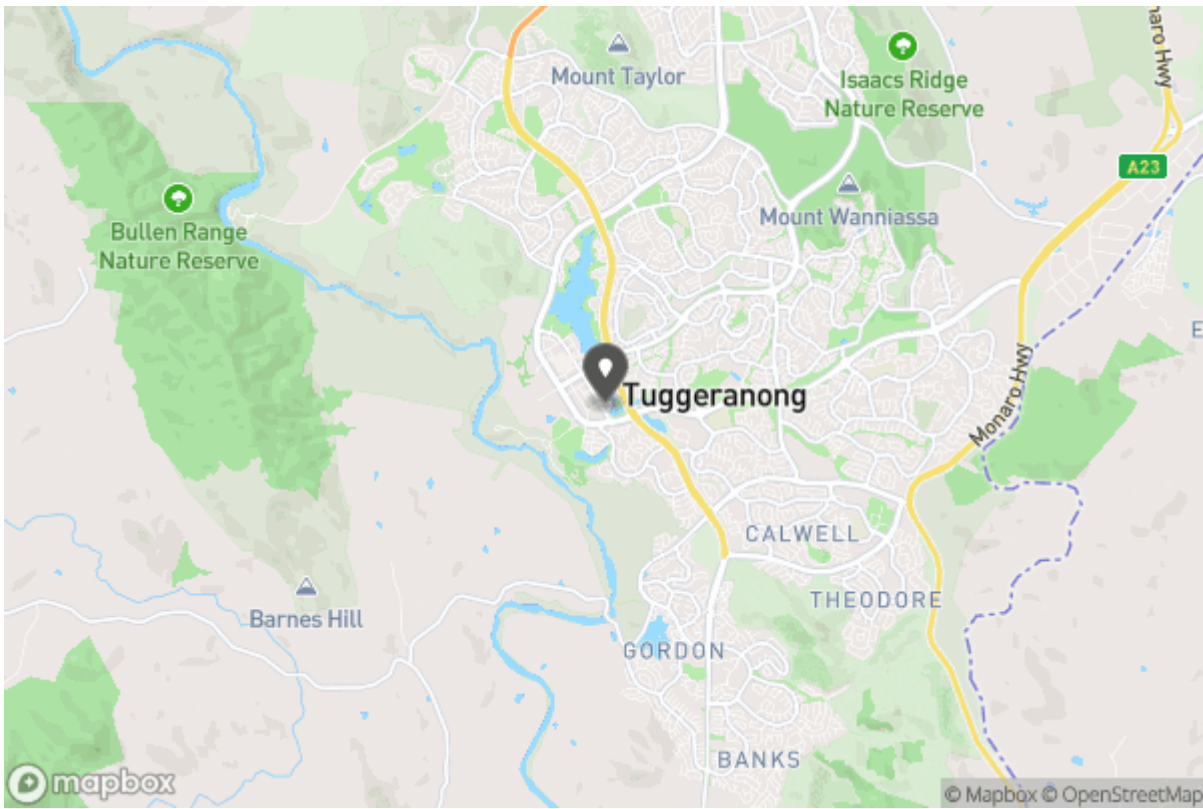 Mount Taylor
Isaacs Ridge
Nature Reserve
naro Hwy
A23
Mount Wanniassa
Bullen Range
Nature Reserve
Tuggeranong
Monaro Hwy
E
CALWELL
THEODORE
Barnes Hill
GORDON
BANKS
mapbox
© Mapbox © OpenStreetMap